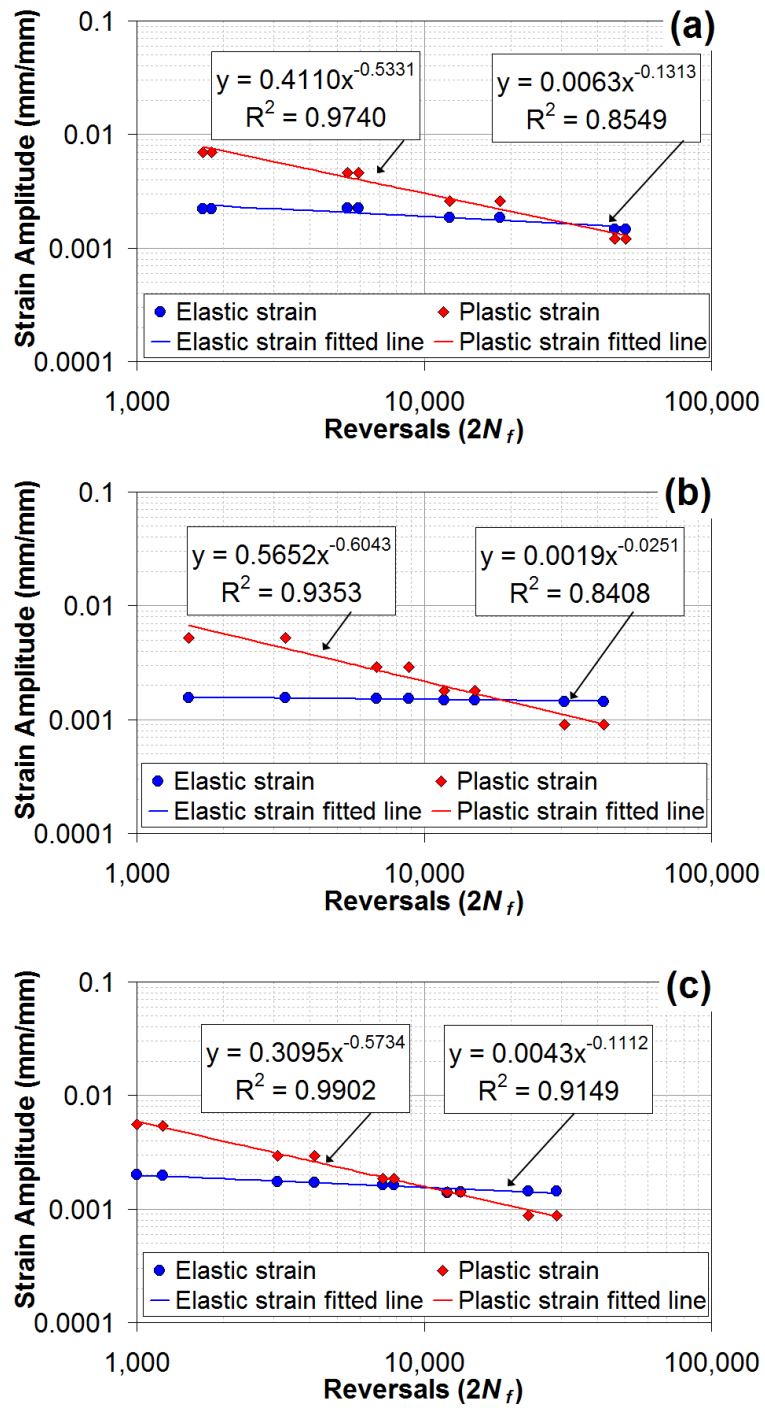 (a)
0.1
0.01
0.001
0.0001
Strain Amplitude (mm/mm)
y = 0.4110x^-0.5331
R² = 0.9740
y = 0.0063x^-0.1313
R² = 0.8549
Elastic strain
Plastic strain
Elastic strain fitted line
Plastic strain fitted line
1,000
10,000
100,000
Reversals (2N f)
(b)
0.1
0.01
0.001
0.0001
Strain Amplitude (mm/mm)
y = 0.5652x^-0.6043
R² = 0.9353
y = 0.0019x^-0.0251
R² = 0.8408
Elastic strain
Plastic strain
Elastic strain fitted line
Plastic strain fitted line
1,000
10,000
100,000
Reversals (2N f)
(c)
0.1
0.01
0.001
0.0001
Strain Amplitude (mm/mm)
y = 0.3095x^-0.5734
R² = 0.9902
y = 0.0043x^-0.1112
R² = 0.9149
Elastic strain
Plastic strain
Elastic strain fitted line
Plastic strain fitted line
1,000
10,000
100,000
Reversals (2N f)